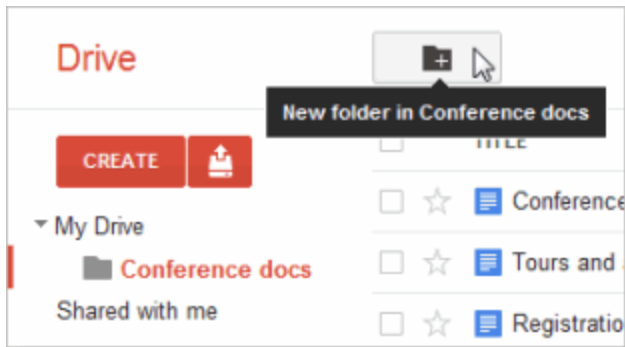 Drive
New folder in Conference docs
TITLE
CREATE
My Drive
Conference docs
Shared with me
Conference
Tours and
Registratio